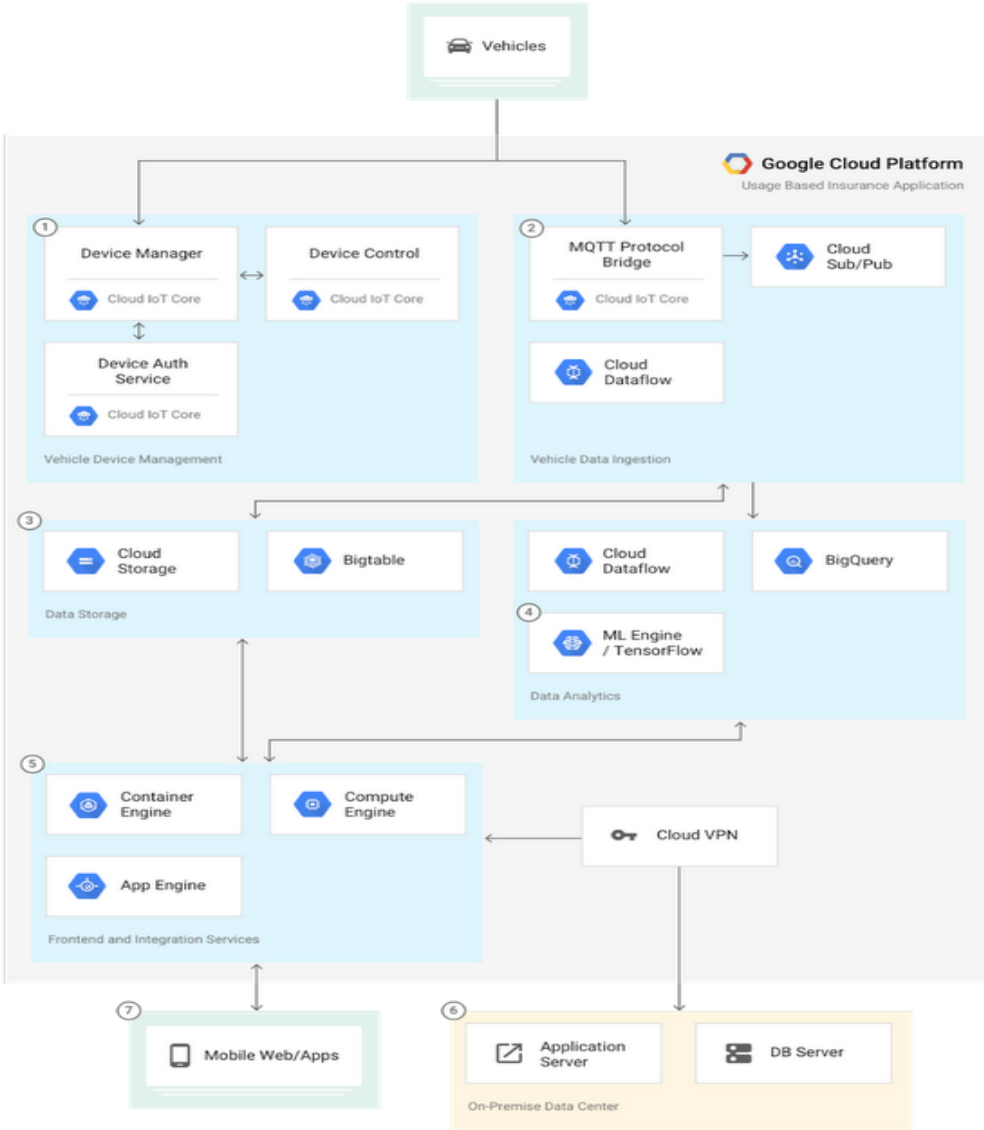 Vehicles
Google Cloud Platform
Usage Based Insurance Application
1
Device Manager
Cloud IoT Core
Device Control
Cloud IoT Core
Device Auth
Service
Cloud IoT Core
Vehicle Device Management
2
MQTT Protocol
Bridge
Cloud IoT Core
Cloud
Sub/Pub
Cloud
Dataflow
Vehicle Data Ingestion
3
Cloud
Storage
Bigtable
Data Storage
Cloud
Dataflow
BigQuery
4
ML Engine
/ TensorFlow
Data Analytics
5
Container
Engine
Compute
Engine
App Engine
Frontend and Integration Services
Cloud VPN
7
Mobile Web/Apps
6
Application
Server
DB Server
On-Premise Data Center